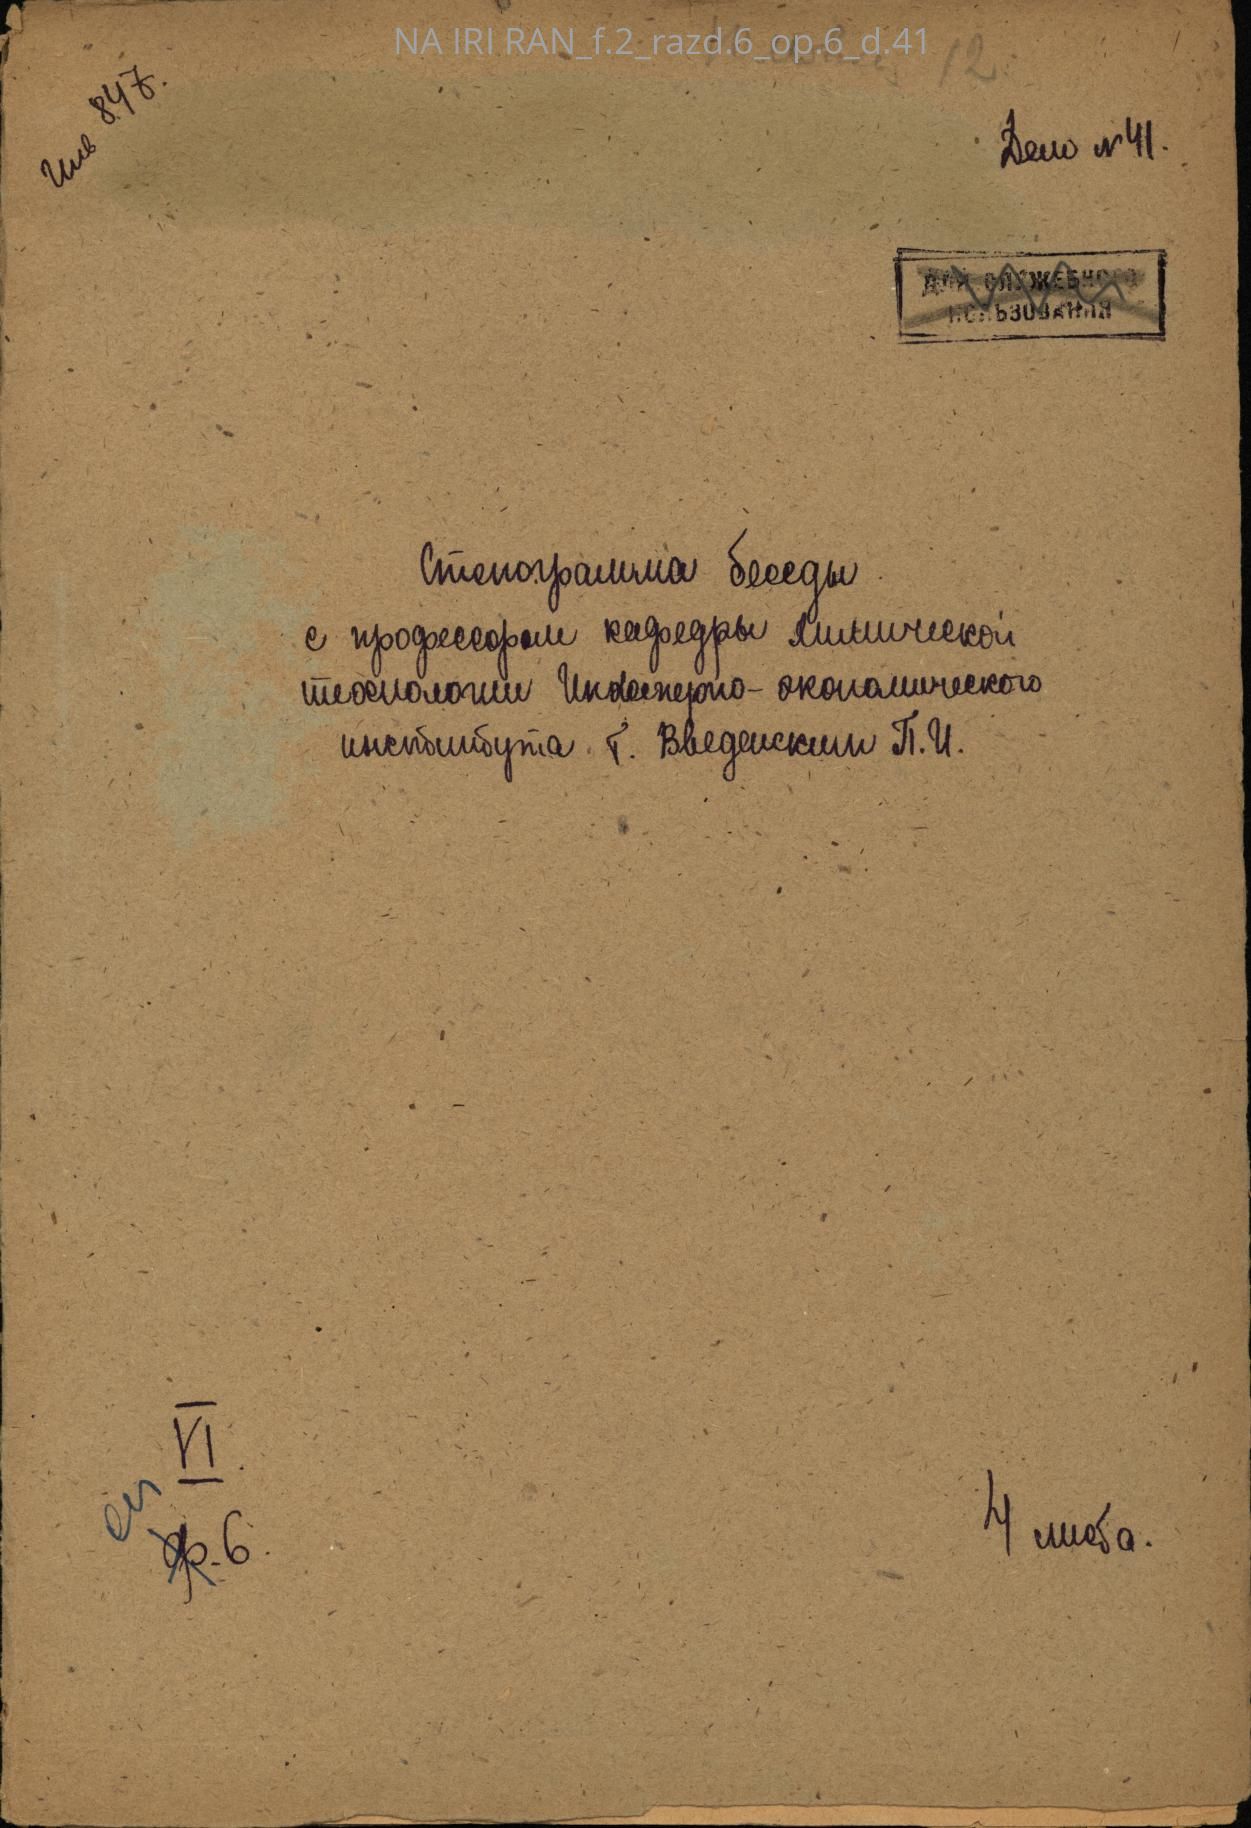 NA IRI RAN_f.2_razd.6_op.6_d.41
12
Инв 847.
Дело №41.
ДЛЯ СЛУЖЕБНОГО
ПОЛЬЗОВАНИЯ
Стенограмма беседы
с профессором кафедры химической
технологии Инженерно-экономического
института т. Введенским П.И.
VI.
оп
р. 6.
4 листа.